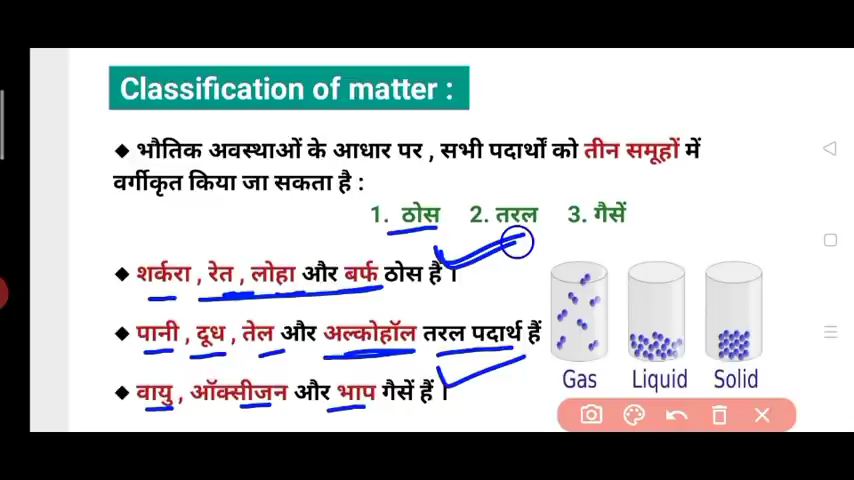 Classification of matter :
◆ भौतिक अवस्थाओं के आधार पर , सभी पदार्थों को तीन समूहों में
वर्गीकृत किया जा सकता है :
1. ठोस 2. तरल 3. गैसें
◆ शर्करा , रेत , लोहा और बर्फ ठोस हैं ।
◆ पानी , दूध , तेल और अल्कोहॉल तरल पदार्थ हैं
◆ वायु , ऑक्सीजन और भाप गैसें हैं ।
Gas Liquid Solid